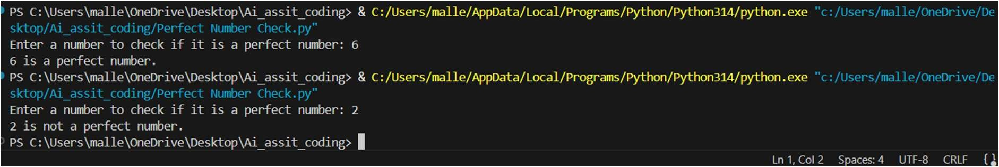 PS C:\Users\malle\OneDrive\Desktop\Ai_assit_coding> & C:/Users/malle/AppData/Local/Programs/Python/Python314/python.exe "c:/Users/malle/OneDrive/De
sktop/Ai_assit_coding/Perfect Number Check.py"
Enter a number to check if it is a perfect number: 6
6 is a perfect number.
PS C:\Users\malle\OneDrive\Desktop\Ai_assit_coding> & C:/Users/malle/AppData/Local/Programs/Python/Python314/python.exe "c:/Users/malle/OneDrive/De
sktop/Ai_assit_coding/Perfect Number Check.py"
Enter a number to check if it is a perfect number: 2
2 is not a perfect number.
PS C:\Users\malle\OneDrive\Desktop\Ai_assit_coding>
Ln 1, Col 2 Spaces: 4 UTF-8 CRLF {}